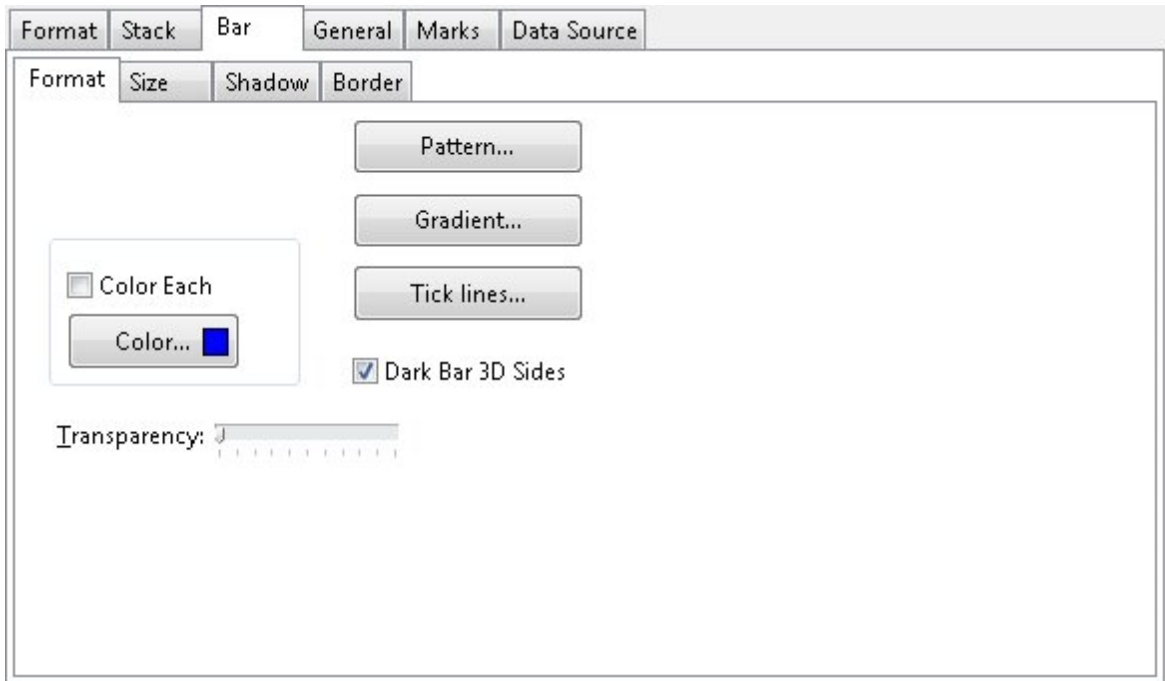 Format Stack Bar General Marks Data Source
Format Size Shadow Border
Pattern...
Gradient...
Color Each
Tick lines...
Color...
Dark Bar 3D Sides
Transparency: